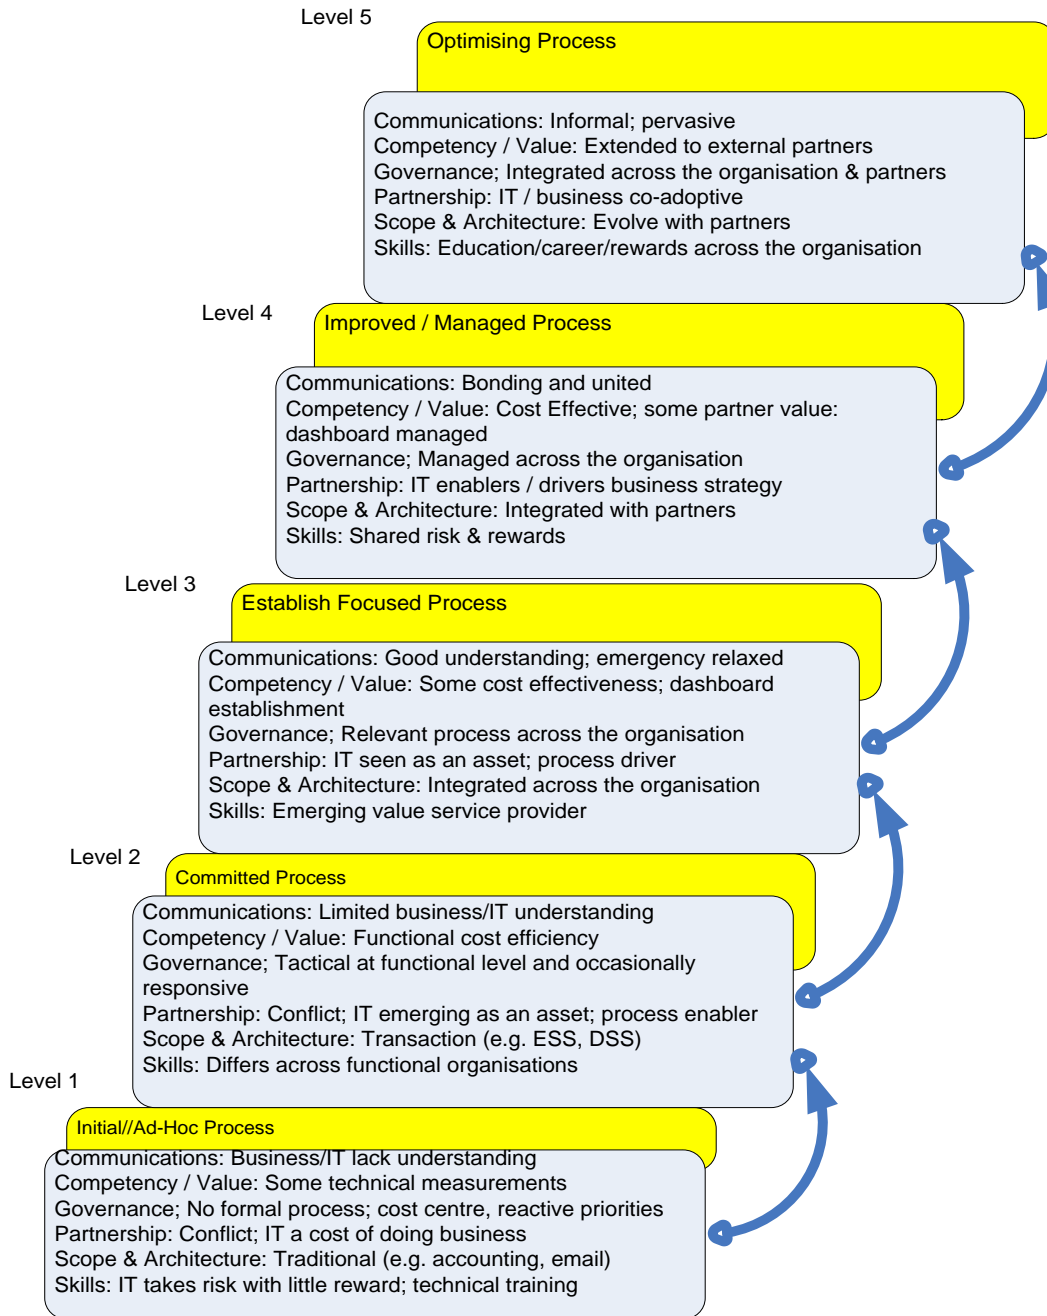 Level 5
Optimising Process
Communications: Informal; pervasive
Competency / Value: Extended to external partners
Governance; Integrated across the organisation & partners
Partnership: IT / business co-adoptive
Scope & Architecture: Evolve with partners
Skills: Education/career/rewards across the organisation
Level 4
Improved / Managed Process
Communications: Bonding and united
Competency / Value: Cost Effective; some partner value:
dashboard managed
Governance; Managed across the organisation
Partnership: IT enablers / drivers business strategy
Scope & Architecture: Integrated with partners
Skills: Shared risk & rewards
Level 3
Establish Focused Process
Communications: Good understanding; emergency relaxed
Competency / Value: Some cost effectiveness; dashboard
establishment
Governance; Relevant process across the organisation
Partnership: IT seen as an asset; process driver
Scope & Architecture: Integrated across the organisation
Skills: Emerging value service provider
Level 2
Committed Process
Communications: Limited business/IT understanding
Competency / Value: Functional cost efficiency
Governance; Tactical at functional level and occasionally
responsive
Partnership: Conflict; IT emerging as an asset; process enabler
Scope & Architecture: Transaction (e.g. ESS, DSS)
Skills: Differs across functional organisations
Level 1
Initial//Ad-Hoc Process
Communications: Business/IT lack understanding
Competency / Value: Some technical measurements
Governance; No formal process; cost centre, reactive priorities
Partnership: Conflict; IT a cost of doing business
Scope & Architecture: Traditional (e.g. accounting, email)
Skills: IT takes risk with little reward; technical training